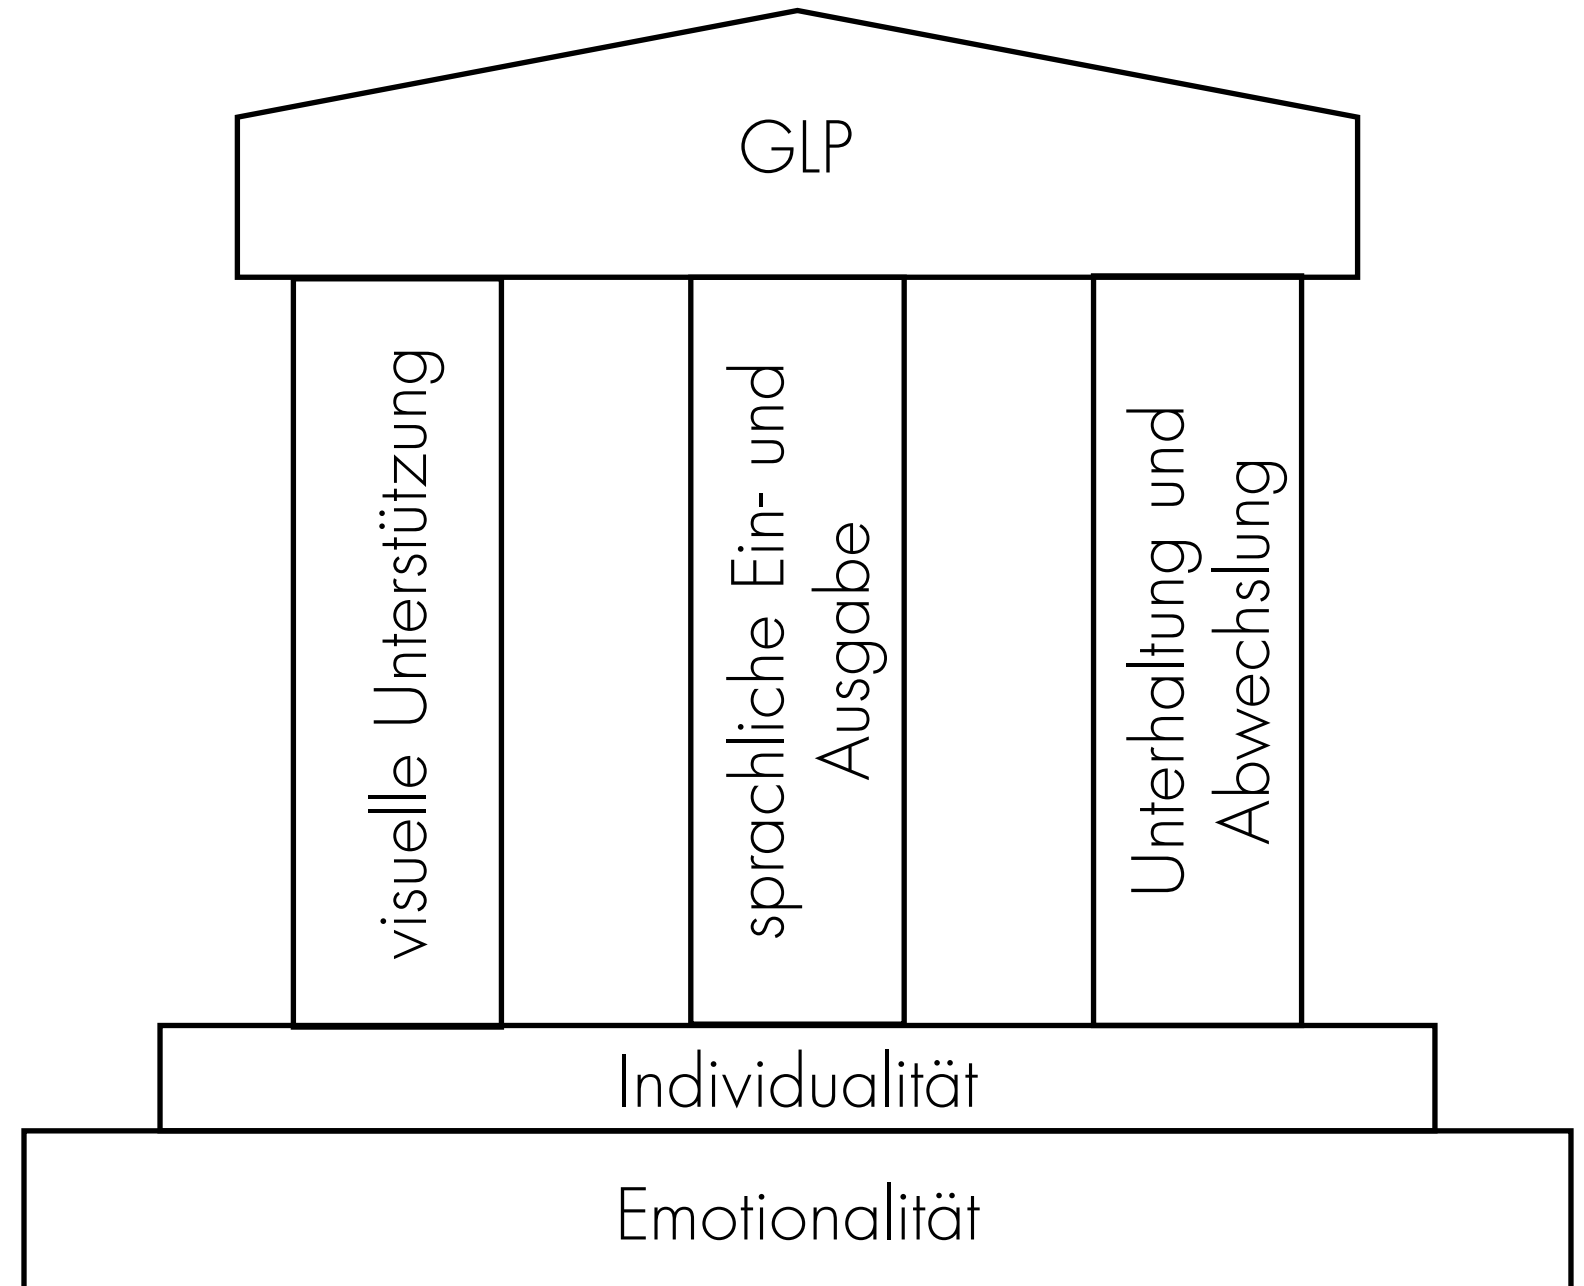 GLP
visuelle Unterstützung
sprachliche Ein- und
Ausgabe
Unterhaltung und
Abwechslung
Individualität
Emotionalität